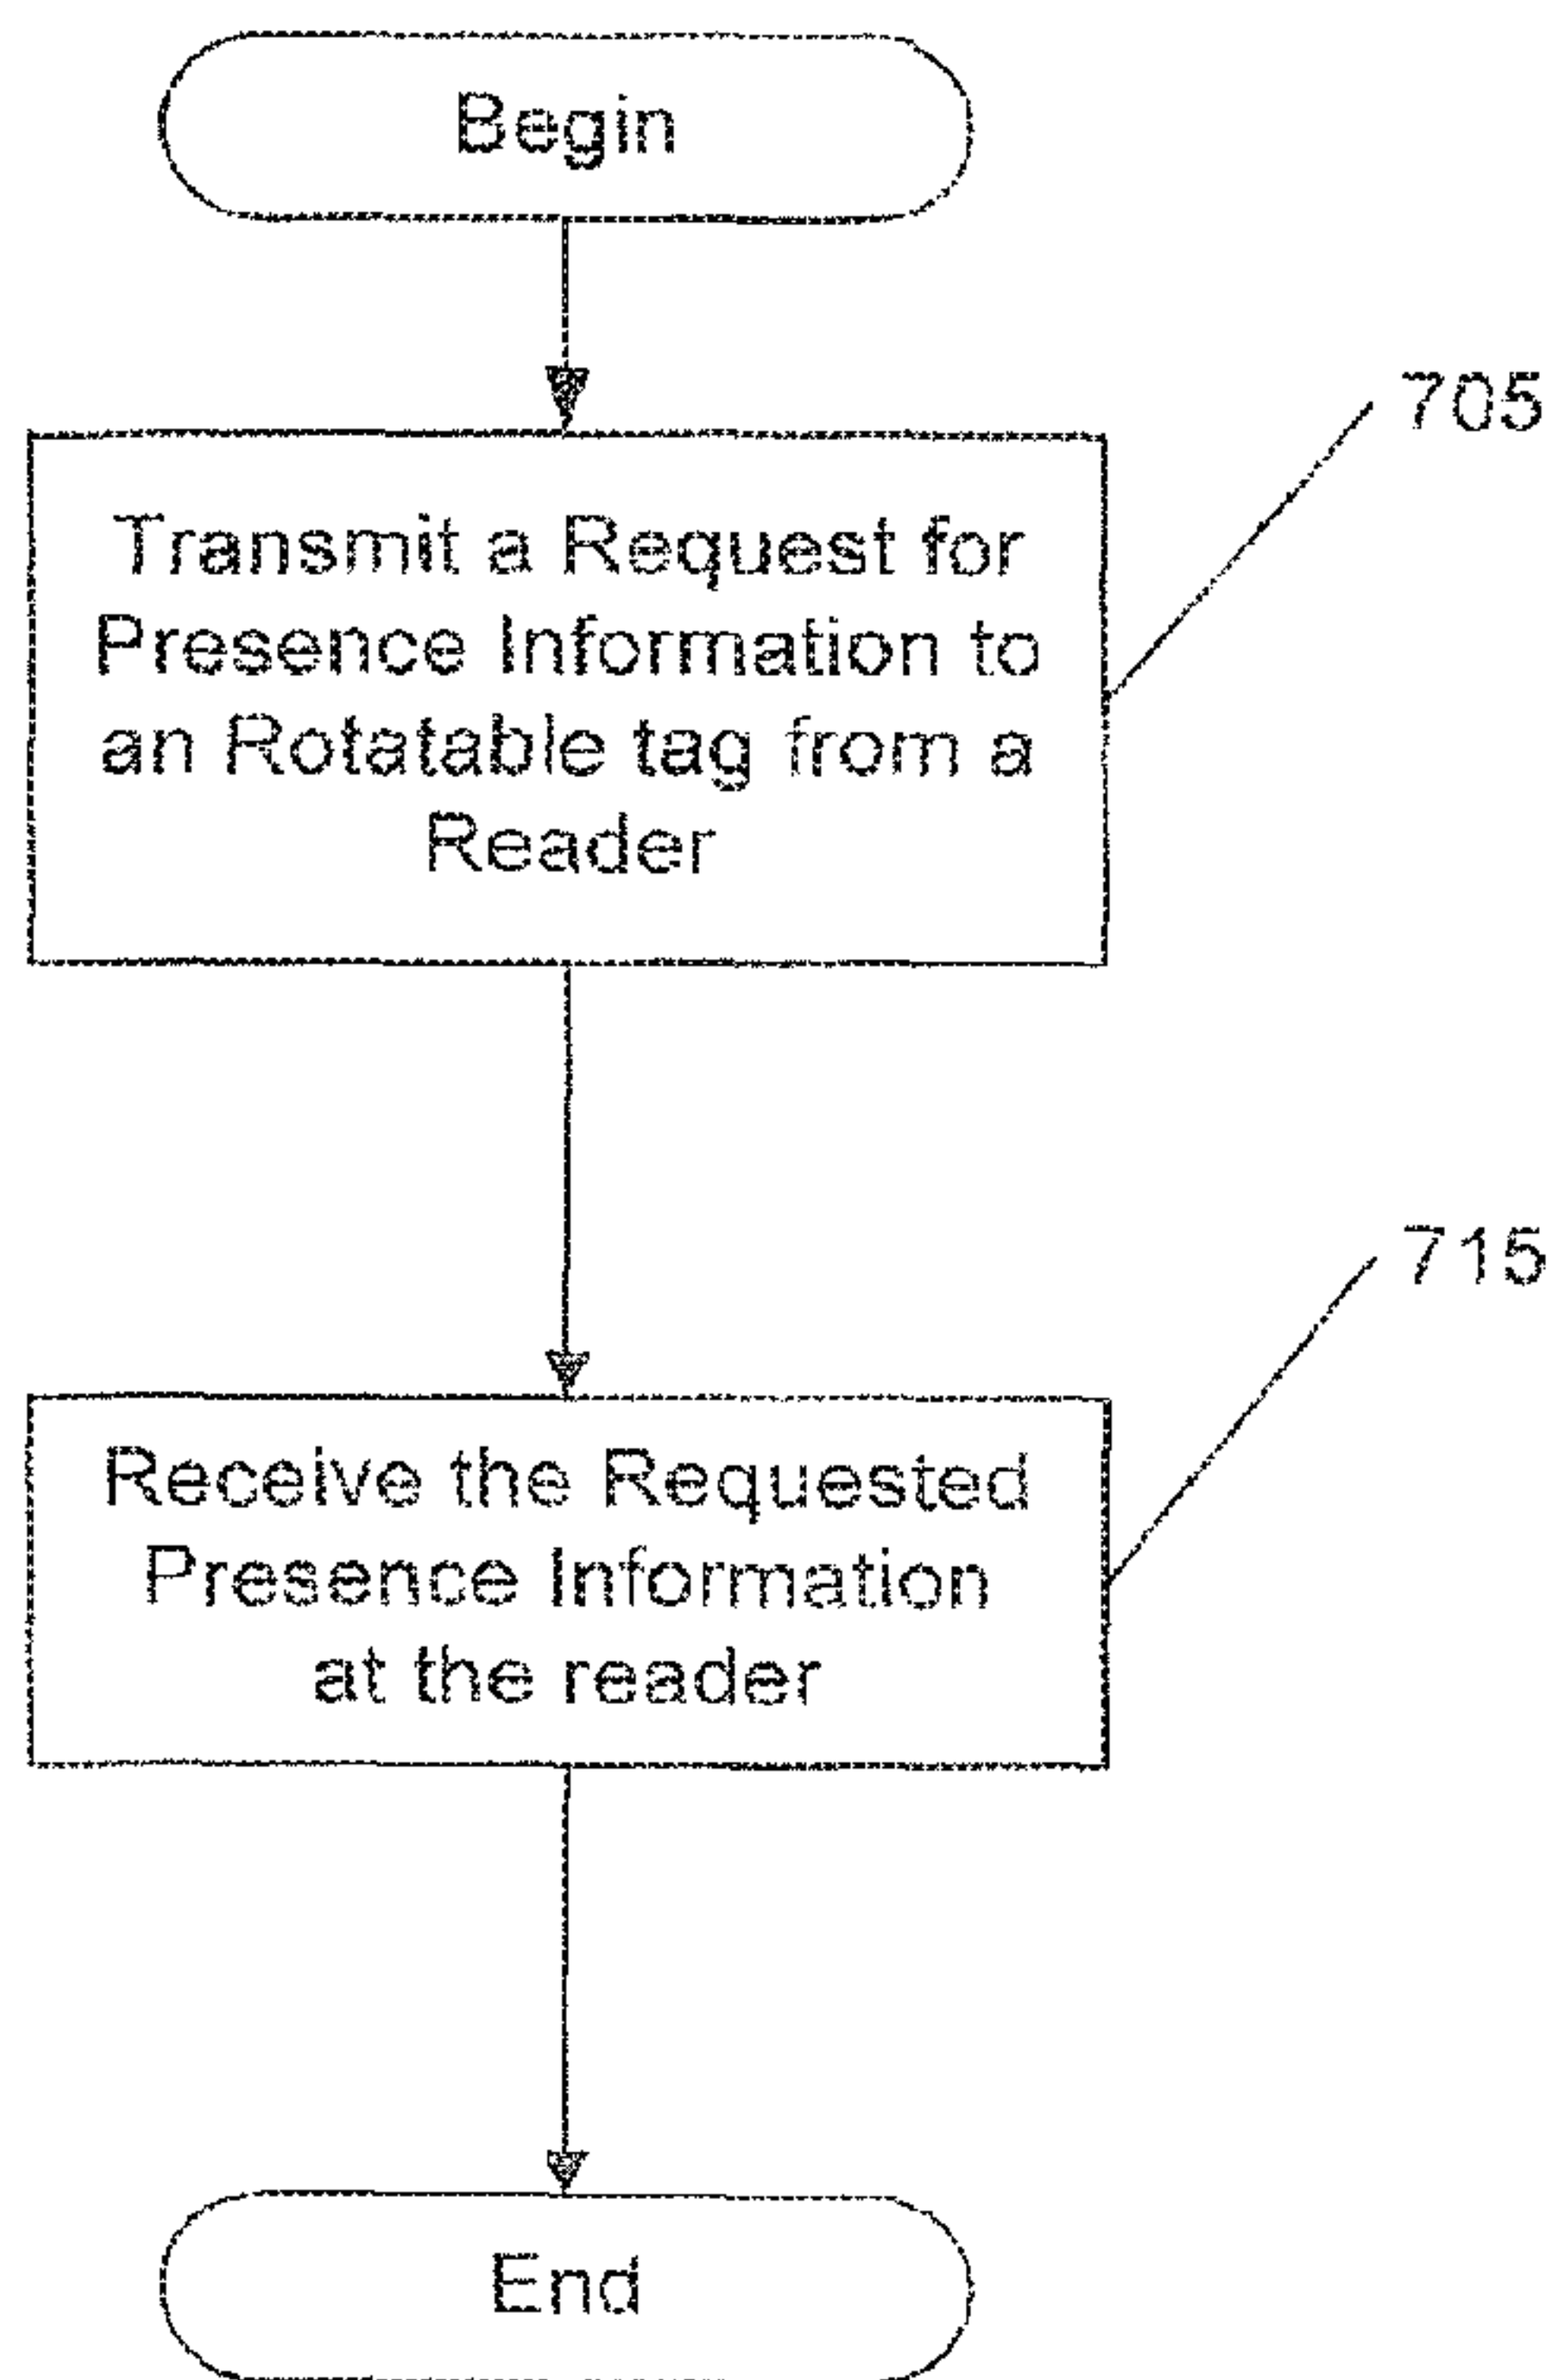 Begin
705
Transmit a Request for
Presence Information to
an Rotatable tag from a
Reader
715
Receive the Requested
Presence Information
at the reader
End